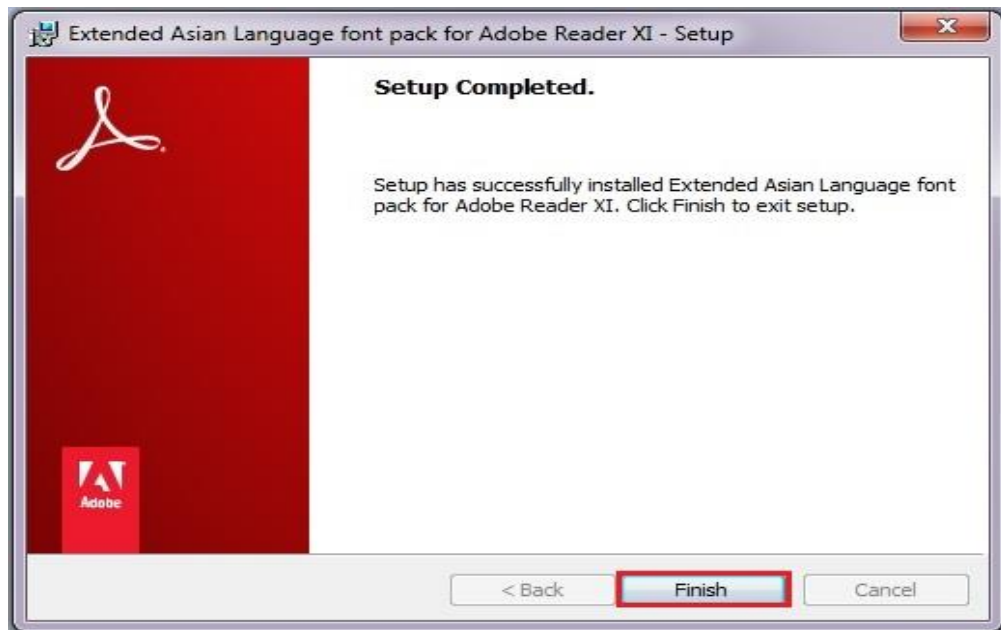 Extended Asian Language font pack for Adobe Reader XI - Setup
Setup Completed.
Setup has successfully installed Extended Asian Language font
pack for Adobe Reader XI. Click Finish to exit setup.
Adobe
< Back
Finish
Cancel